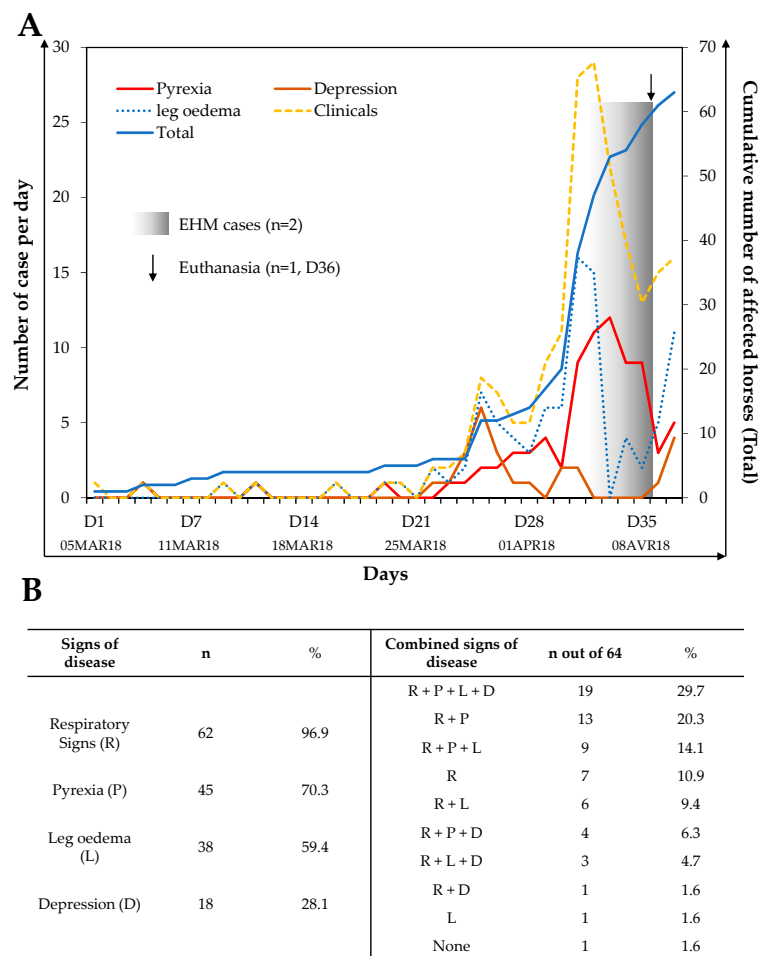 A
30
25
20
15
10
5
0
Number of case per day
70
60
50
40
30
20
10
0
Cumulative number of affected horses (Total)
Pyrexia
Depression
leg oedema
Clinicals
Total
EHM cases (n=2)
Euthanasia (n=1, D36)
D1 D7 D14 D21 D28 D35
05MAR18 11MAR18 18MAR18 25MAR18 01APR18 08AVR18
Days
B
Signs of disease n % Combined signs of disease n out of 64 %
R + P + L + D 19 29.7
Respiratory Signs (R) 62 96.9
R + P 13 20.3
R + P + L 9 14.1
Pyrexia (P) 45 70.3
R 7 10.9
R + L 6 9.4
Leg oedema (L) 38 59.4
R + P + D 4 6.3
R + L + D 3 4.7
Depression (D) 18 28.1
R + D 1 1.6
L 1 1.6
None 1 1.6